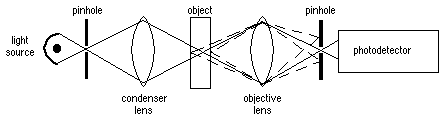 pinhole
object
pinhole
light
source
photodetector
condenser
lens
objective
lens